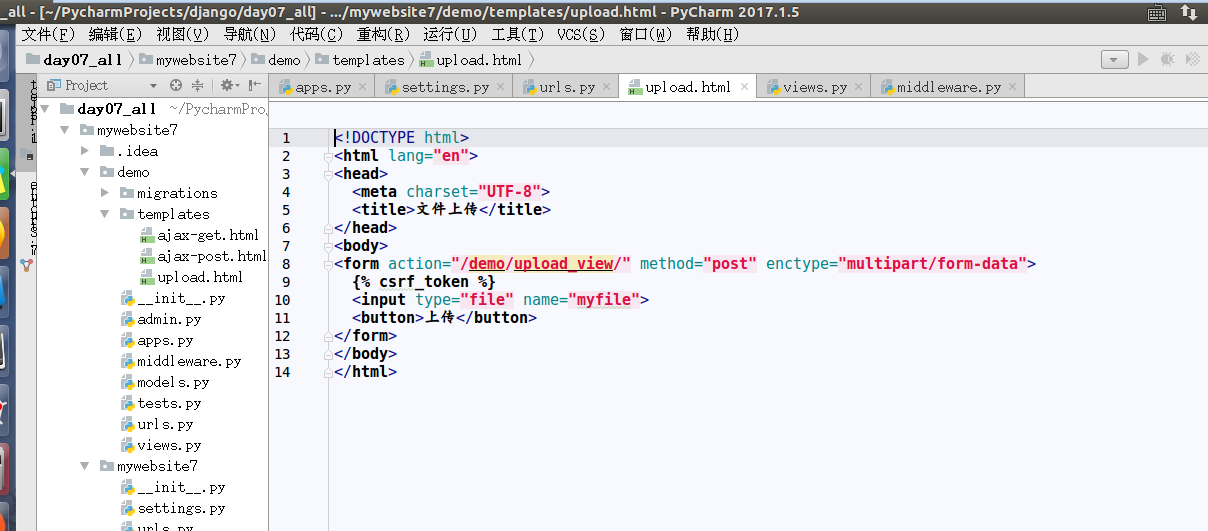 _all - [~/PycharmProjects/django/day07_all] - .../mywebsite7/demo/templates/upload.html - PyCharm 2017.1.5
文件(F) 编辑(E) 视图(V) 导航(N) 代码(C) 重构(R) 运行(U) 工具(T) VCS(S) 窗口(W) 帮助(H)
day07_all mywebsite7 demo templates upload.html
Project apps.py settings.py urls.py upload.html views.py middleware.py
day07_all ~/PycharmPro
mywebsite7
.idea
demo
migrations
templates
ajax-get.html
ajax-post.html
upload.html
__init__.py
admin.py
apps.py
middleware.py
models.py
tests.py
urls.py
views.py
mywebsite7
__init__.py
settings.py
urls.py
1 <!DOCTYPE html>
2 <html lang="en">
3 <head>
4 <meta charset="UTF-8">
5 <title>文件上传</title>
6 </head>
7 <body>
8 <form action="/demo/upload_view/" method="post" enctype="multipart/form-data">
9 {% csrf_token %}
10 <input type="file" name="myfile">
11 <button>上传</button>
12 </form>
13 </body>
14 </html>